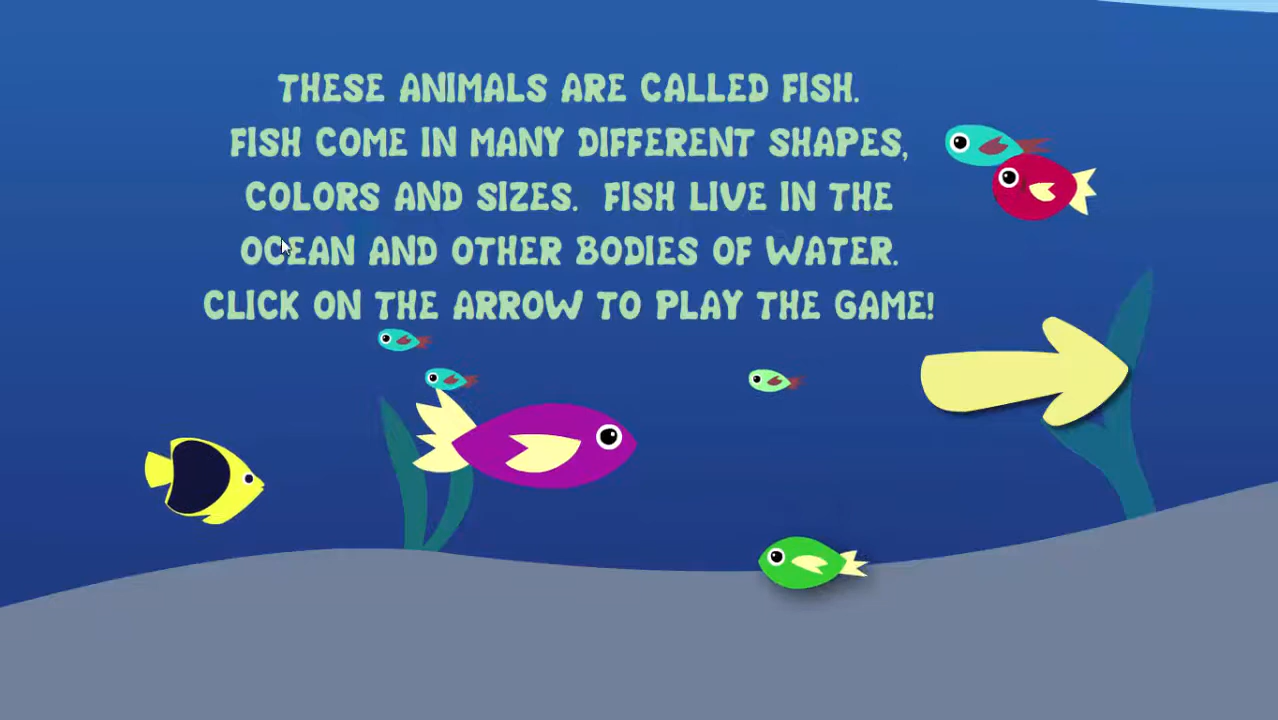 THESE ANIMALS ARE CALLED FISH.
FISH COME IN MANY DIFFERENT SHAPES,
COLORS AND SIZES. FISH LIVE IN THE
OCEAN AND OTHER BODIES OF WATER.
CLICK ON THE ARROW TO PLAY THE GAME!